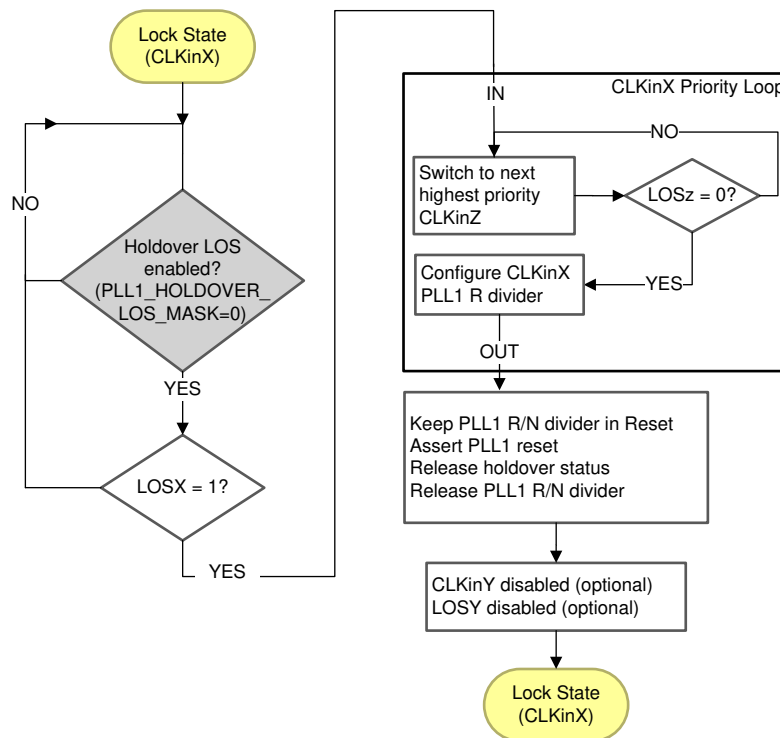 Lock State
(CLKinX)
NO
Holdover LOS
enabled?
(PLL1_HOLDOVER_
LOS_MASK=0)
YES
LOSX = 1?
YES
IN
CLKinX Priority Loop
NO
Switch to next
highest priority
CLKinZ
LOSz = 0?
YES
Configure CLKinX
PLL1 R divider
OUT
Keep PLL1 R/N divider in Reset
Assert PLL1 reset
Release holdover status
Release PLL1 R/N divider
CLKinY disabled (optional)
LOSY disabled (optional)
Lock State
(CLKinX)